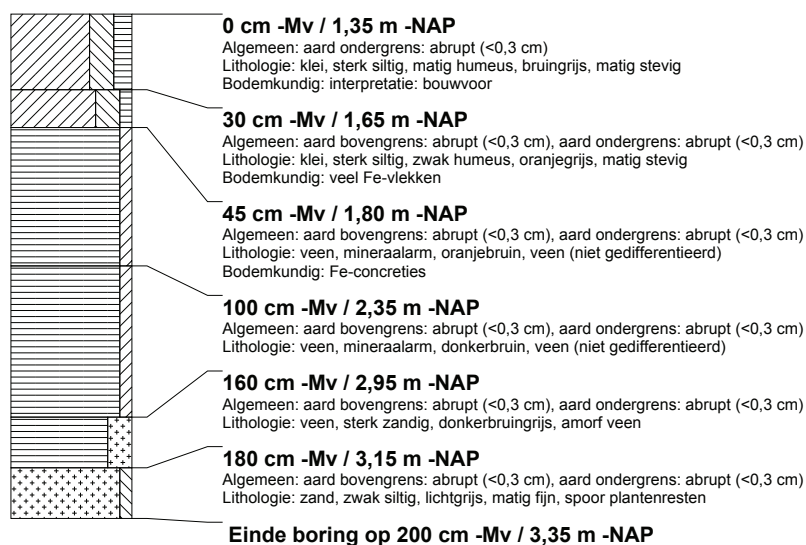 0 cm -Mv / 1,35 m -NAP
Algemeen: aard ondergrens: abrupt (<0,3 cm)
Lithologie: klei, sterk siltig, matig humeus, bruingrijs, matig stevig
Bodemkundig: interpretatie: bouwvoor
30 cm -Mv / 1,65 m -NAP
Algemeen: aard bovengrens: abrupt (<0,3 cm), aard ondergrens: abrupt (<0,3 cm)
Lithologie: klei, sterk siltig, zwak humeus, oranjegrijs, matig stevig
Bodemkundig: veel Fe-vlekken
45 cm -Mv / 1,80 m -NAP
Algemeen: aard bovengrens: abrupt (<0,3 cm), aard ondergrens: abrupt (<0,3 cm)
Lithologie: veen, mineraalarm, oranjebruin, veen (niet gedifferentieerd)
Bodemkundig: Fe-concreties
100 cm -Mv / 2,35 m -NAP
Algemeen: aard bovengrens: abrupt (<0,3 cm), aard ondergrens: abrupt (<0,3 cm)
Lithologie: veen, mineraalarm, donkerbruin, veen (niet gedifferentieerd)
160 cm -Mv / 2,95 m -NAP
Algemeen: aard bovengrens: abrupt (<0,3 cm), aard ondergrens: abrupt (<0,3 cm)
Lithologie: veen, sterk zandig, donkerbruingrijs, amorf veen
180 cm -Mv / 3,15 m -NAP
Algemeen: aard bovengrens: abrupt (<0,3 cm), aard ondergrens: abrupt (<0,3 cm)
Lithologie: zand, zwak siltig, lichtgrijs, matig fijn, spoor plantenresten
Einde boring op 200 cm -Mv / 3,35 m -NAP